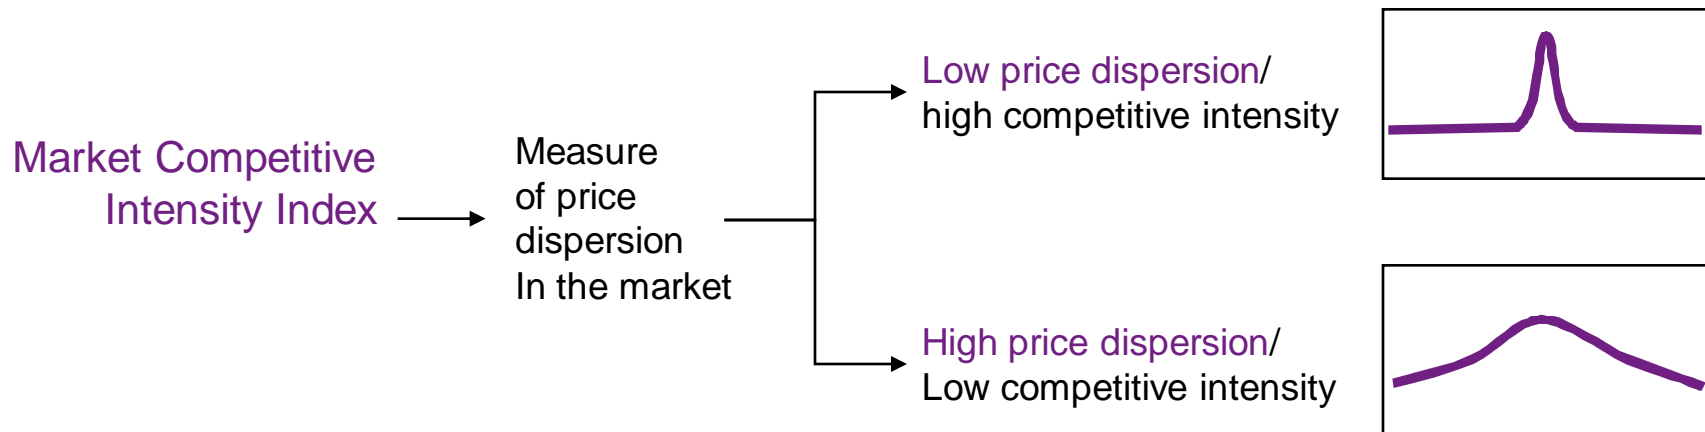 Market Competitive
Intensity Index
Measure
of price
dispersion
In the market
Low price dispersion/
high competitive intensity
High price dispersion/
Low competitive intensity